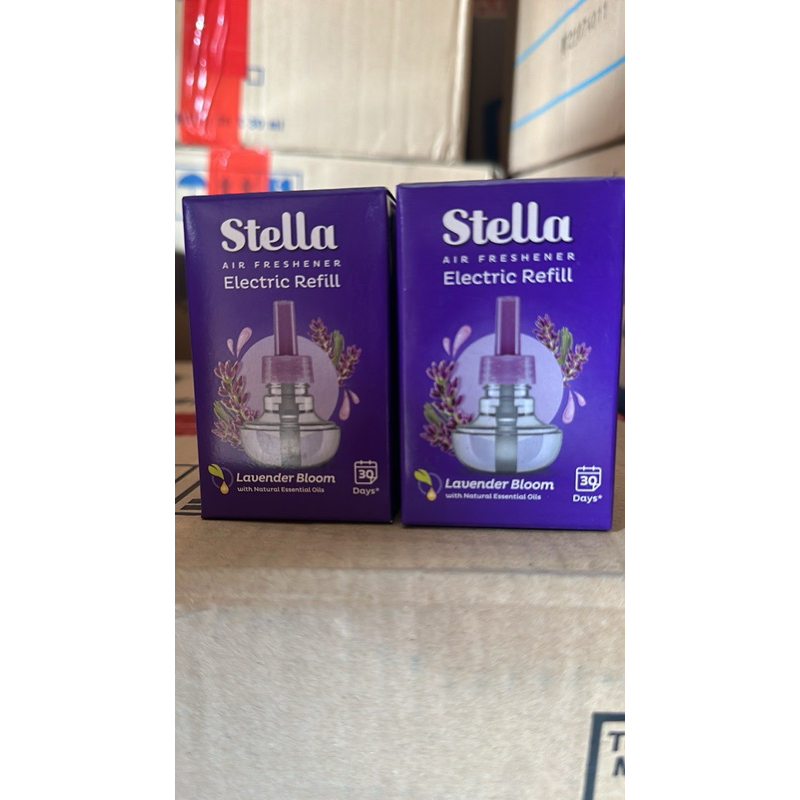 Stella
AIR FRESHENER
Electric Refill
30
Lavender Bloom
Days*
with Natural Essential Oils
Stella
AIR FRESHENER
Electric Refill
30
Lavender Bloom
Days*
with Natural Essential Oils